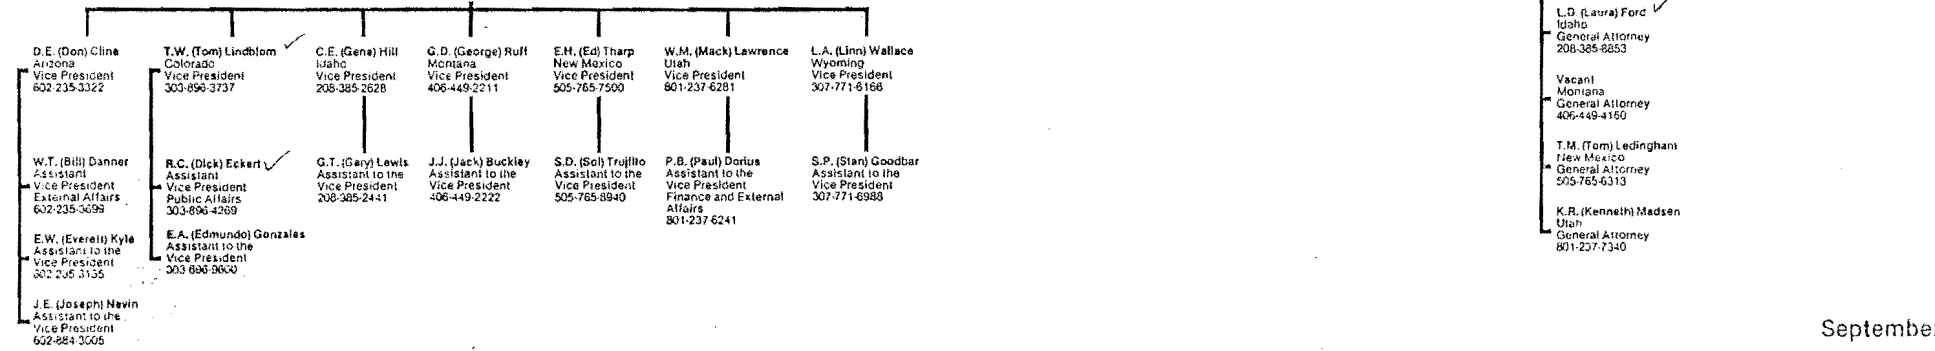 D.E. (Don) Cline
Arizona
Vice President
602-235-3322
W.T. (Bill) Danner
Assistant
Vice President
External Affairs
602-235-3699
E.W. (Everett) Kyle
Assistant to the
Vice President
602-235-3135
J.E. (Joseph) Nevin
Assistant to the
Vice President
602-884-3005
T.W. (Tom) Lindblom
Colorado
Vice President
303-896-3737
R.C. (Dick) Eckert
Assistant
Vice President
Public Affairs
303-896-4269
E.A. (Edmundo) Gonzales
Assistant to the
Vice President
303 896-9600
C.E. (Gene) Hill
Idaho
Vice President
208-385-2628
G.T. (Gary) Lewis
Assistant to the
Vice President
208-385-2441
G.D. (George) Ruff
Montana
Vice President
406-449-2211
J.J. (Jack) Buckley
Assistant to the
Vice President
406-449-2222
E.H. (Ed) Tharp
New Mexico
Vice President
505-765-7500
S.D. (Sol) Trujillo
Assistant to the
Vice President
505-765-8940
W.M. (Mack) Lawrence
Utah
Vice President
801-237-6281
P.B. (Paul) Dorius
Assistant to the
Vice President
Finance and External
Affairs
801-237-6241
L.A. (Linn) Wallace
Wyoming
Vice President
307-771-6166
S.P. (Stan) Goodbar
Assistant to the
Vice President
307-771-6988
L.D. (Laura) Ford
Idaho
General Attorney
208-385-8853
Vacant
Montana
General Attorney
406-449-4160
T.M. (Tom) Ledingham
New Mexico
General Attorney
505-765-6313
K.R. (Kenneth) Madsen
Utah
General Attorney
801-237-7340
September